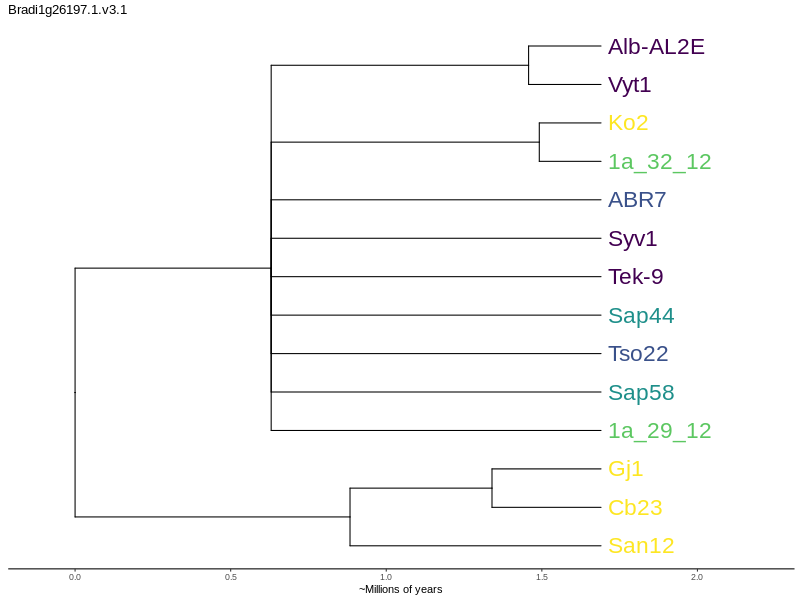 Bradi1g26197.1.v3.1
Alb-AL2E
Vyt1
Ko2
1a_32_12
ABR7
Syv1
Tek-9
Sap44
Tso22
Sap58
1a_29_12
Gj1
Cb23
San12
0.0 0.5 1.0 1.5 2.0
~Millions of years